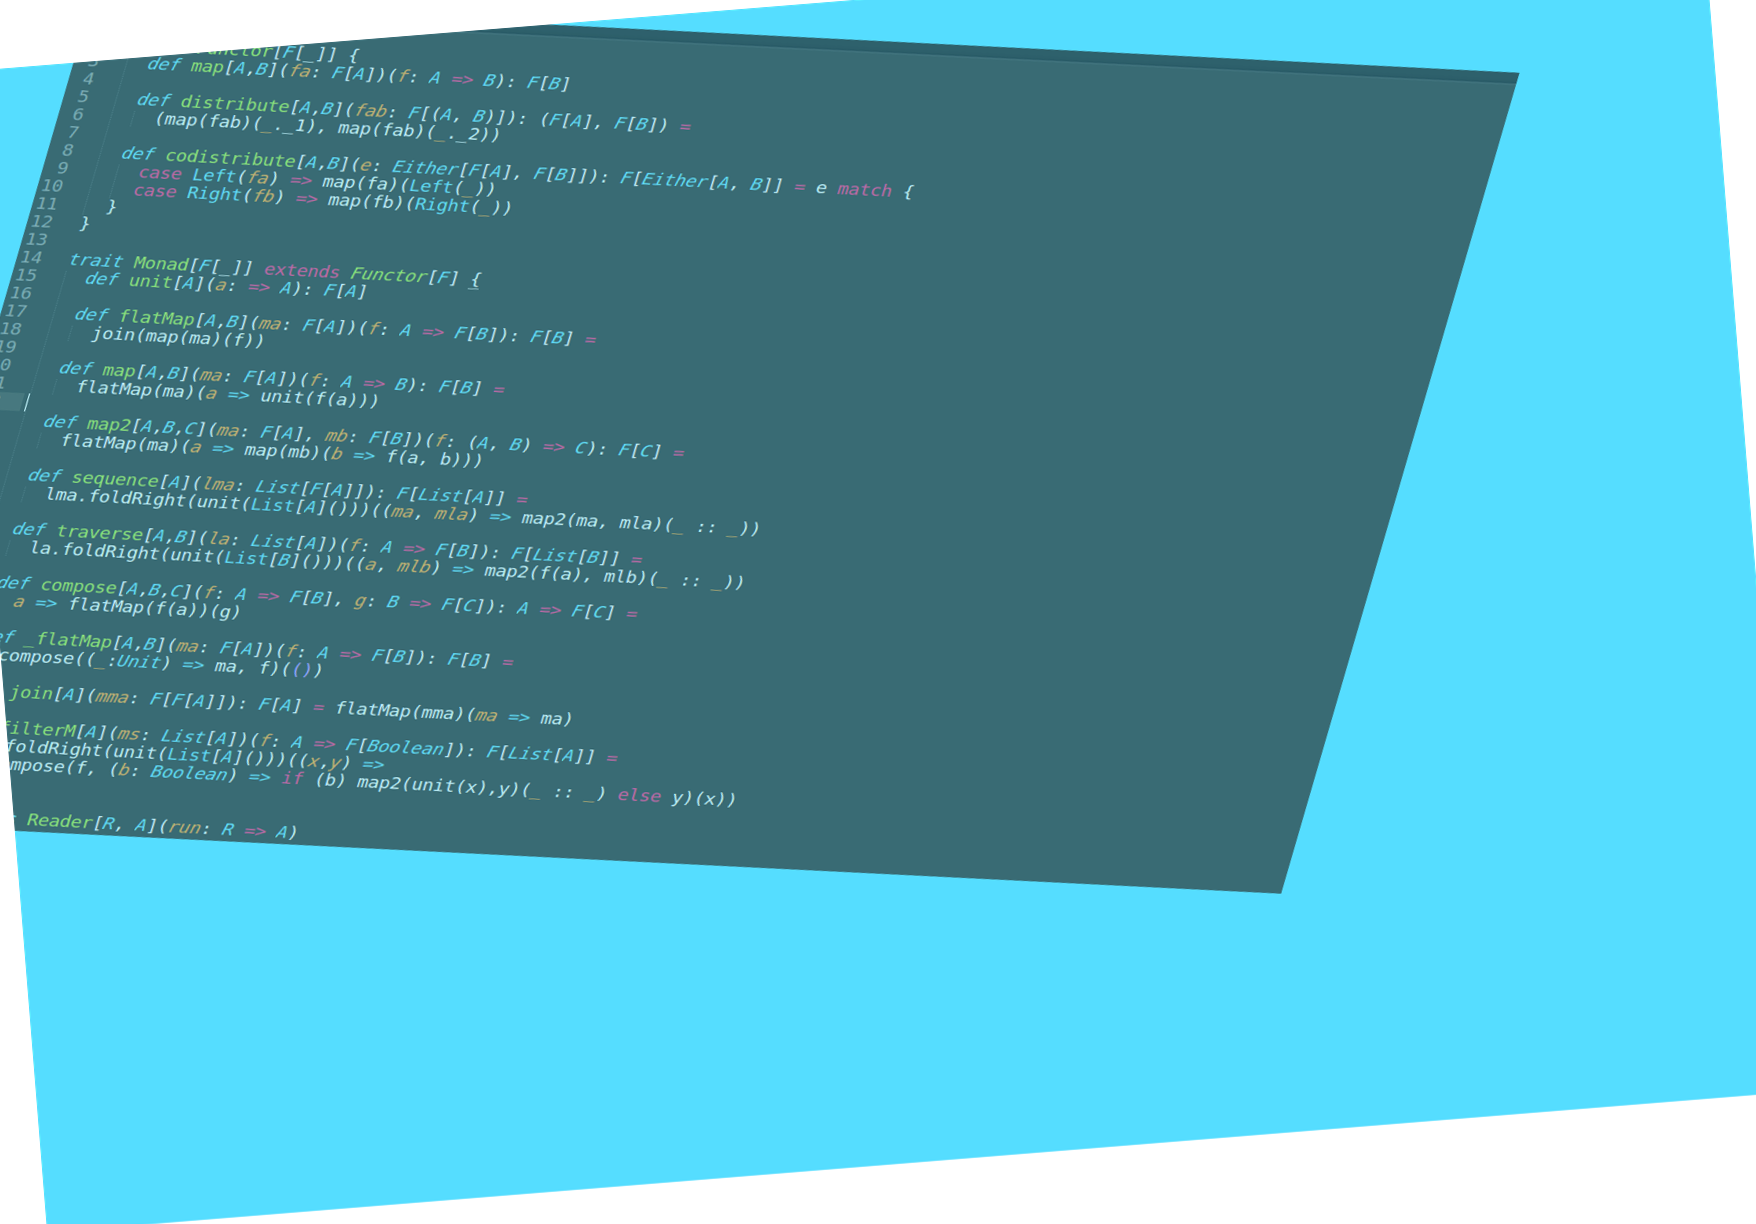 Functor[F[_]] {
3
4 def map[A,B](fa: F[A])(f: A => B): F[B]
5
6 def distribute[A,B](fab: F[(A, B)]): (F[A], F[B]) =
7 (map(fab)(_._1), map(fab)(_._2))
8
9 def codistribute[A,B](e: Either[F[A], F[B]]): F[Either[A, B]] = e match {
10 case Left(fa) => map(fa)(Left(_))
11 case Right(fb) => map(fb)(Right(_))
12 }
13 }
14
15 trait Monad[F[_]] extends Functor[F] {
16 def unit[A](a: => A): F[A]
17
18 def flatMap[A,B](ma: F[A])(f: A => F[B]): F[B] =
19 join(map(ma)(f))
0
1 def map[A,B](ma: F[A])(f: A => B): F[B] =
flatMap(ma)(a => unit(f(a)))
def map2[A,B,C](ma: F[A], mb: F[B])(f: (A, B) => C): F[C] =
flatMap(ma)(a => map(mb)(b => f(a, b)))
def sequence[A](lma: List[F[A]]): F[List[A]] =
lma.foldRight(unit(List[A]()))((ma, mla) => map2(ma, mla)(_ :: _))
def traverse[A,B](la: List[A])(f: A => F[B]): F[List[B]] =
la.foldRight(unit(List[B]()))((a, mlb) => map2(f(a), mlb)(_ :: _))
def compose[A,B,C](f: A => F[B], g: B => F[C]): A => F[C] =
a => flatMap(f(a))(g)
ef _flatMap[A,B](ma: F[A])(f: A => F[B]): F[B] =
compose((_:Unit) => ma, f)(())
join[A](mma: F[F[A]]): F[A] = flatMap(mma)(ma => ma)
filterM[A](ms: List[A])(f: A => F[Boolean]): F[List[A]] =
foldRight(unit(List[A]()))((x,y) =>
mpose(f, (b: Boolean) => if (b) map2(unit(x),y)(_ :: _) else y)(x))
Reader[R, A](run: R => A)